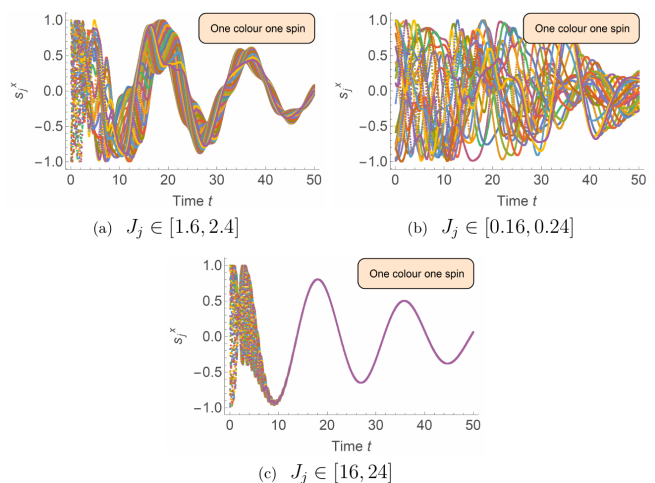 One colour one spin
One colour one spin
1.0
0.5
0.0
−0.5
−1.0
s_j^x
0 10 20 30 40 50
Time t
1.0
0.5
0.0
−0.5
−1.0
s_j^x
0 10 20 30 40 50
Time t
(a) J_j ∈ [1.6, 2.4]
(b) J_j ∈ [0.16, 0.24]
One colour one spin
1.0
0.5
0.0
−0.5
−1.0
s_j^x
0 10 20 30 40 50
Time t
(c) J_j ∈ [16, 24]